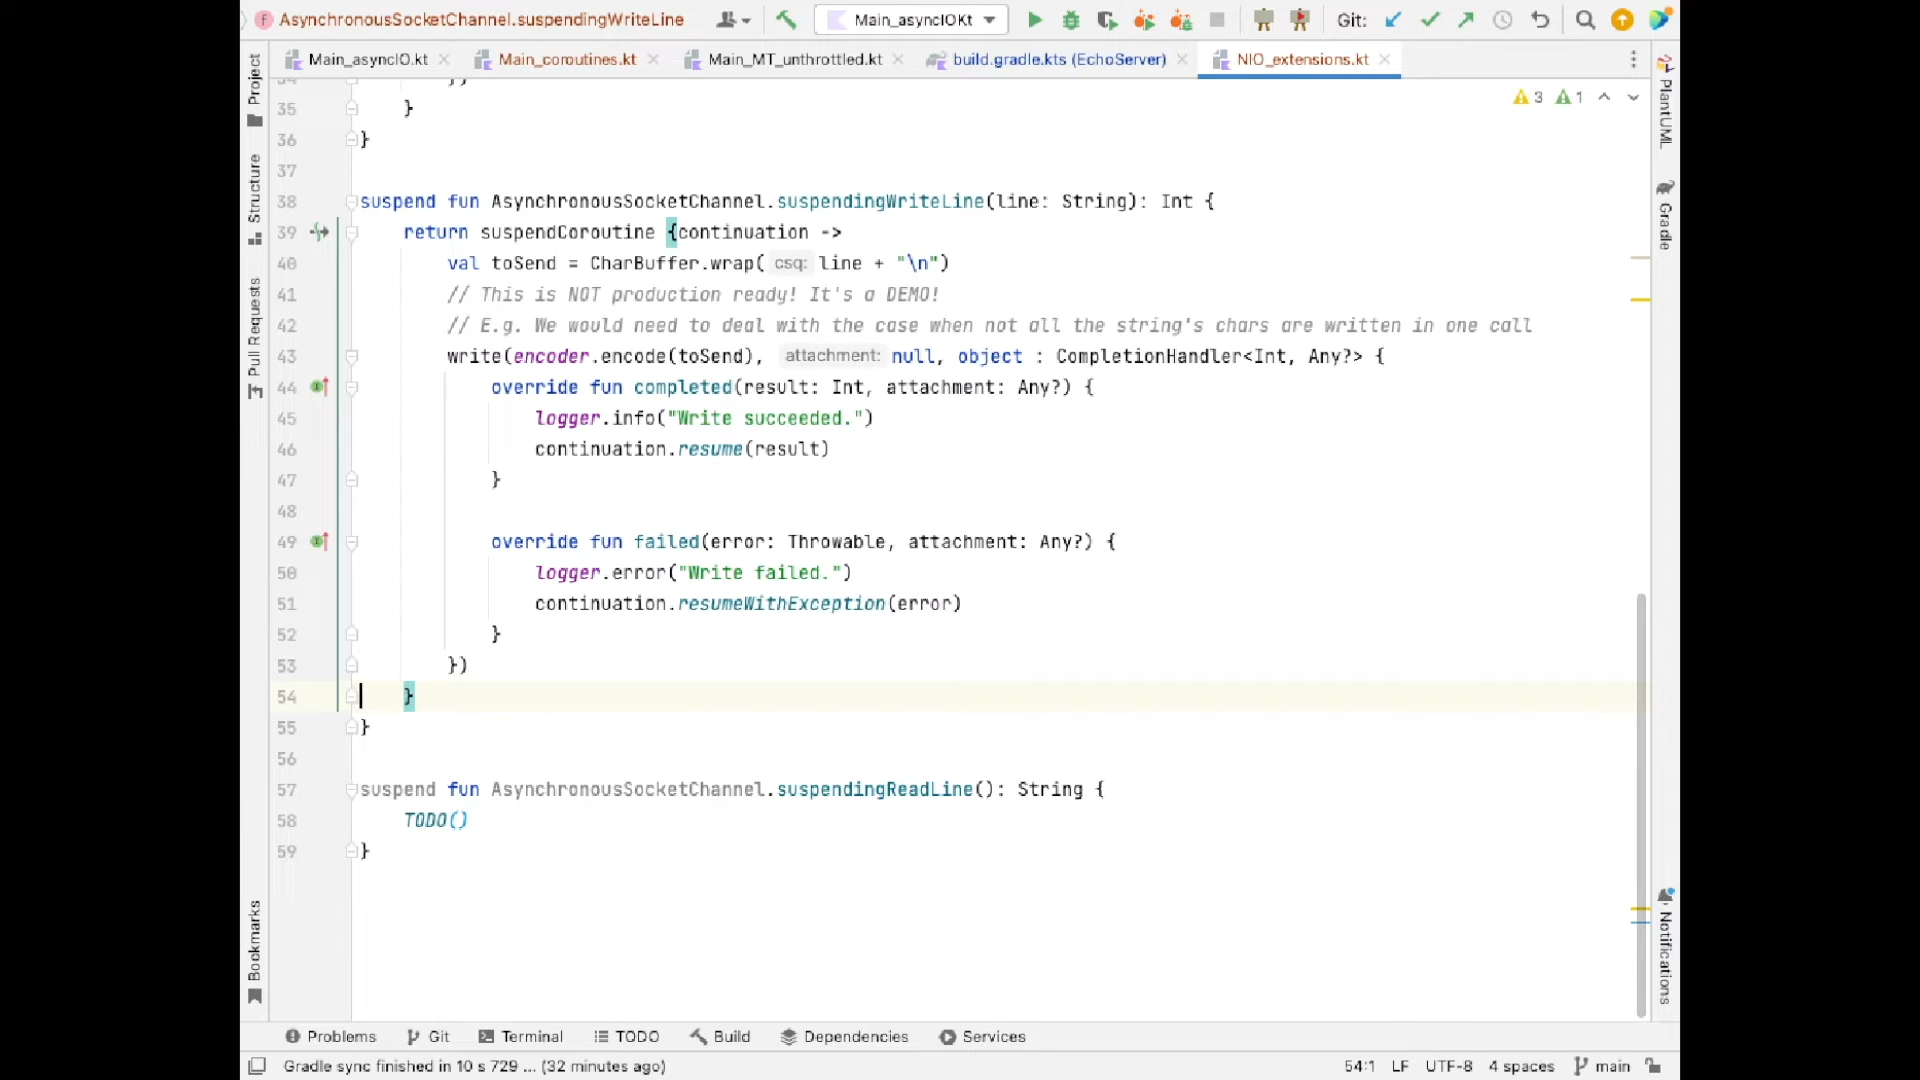 AsynchronousSocketChannel.suspendingWriteLine
Main_asyncIOKt
Git:
Main_asyncIO.kt
Main_coroutines.kt
Main_MT_unthrottled.kt
build.gradle.kts (EchoServer)
NIO_extensions.kt
Project
Structure
Pull Requests
Bookmarks
3
1
PlantUML
Gradle
Notifications
34 })
35 }
36 }
37
38 suspend fun AsynchronousSocketChannel.suspendingWriteLine(line: String): Int {
39 return suspendCoroutine {continuation ->
40 val toSend = CharBuffer.wrap( csq: line + "\n")
41 // This is NOT production ready! It's a DEMO!
42 // E.g. We would need to deal with the case when not all the string's chars are written in one call
43 write(encoder.encode(toSend), attachment: null, object : CompletionHandler<Int, Any?> {
44 override fun completed(result: Int, attachment: Any?) {
45 logger.info("Write succeeded.")
46 continuation.resume(result)
47 }
48
49 override fun failed(error: Throwable, attachment: Any?) {
50 logger.error("Write failed.")
51 continuation.resumeWithException(error)
52 }
53 })
54 }
55 }
56
57 suspend fun AsynchronousSocketChannel.suspendingReadLine(): String {
58 TODO()
59 }
Problems
Git
Terminal
TODO
Build
Dependencies
Services
Gradle sync finished in 10 s 729 ... (32 minutes ago)
54:1
LF
UTF-8
4 spaces
main